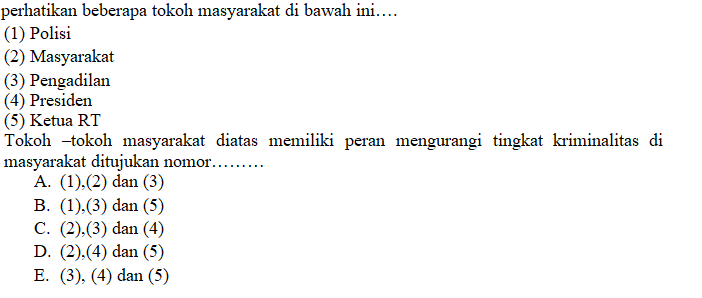 perhatikan beberapa tokoh masyarakat di bawah ini….
(1) Polisi
(2) Masyarakat
(3) Pengadilan
(4) Presiden
(5) Ketua RT
Tokoh –tokoh masyarakat diatas memiliki peran mengurangi tingkat kriminalitas di
masyarakat ditujukan nomor………
A. (1),(2) dan (3)
B. (1),(3) dan (5)
C. (2),(3) dan (4)
D. (2),(4) dan (5)
E. (3), (4) dan (5)